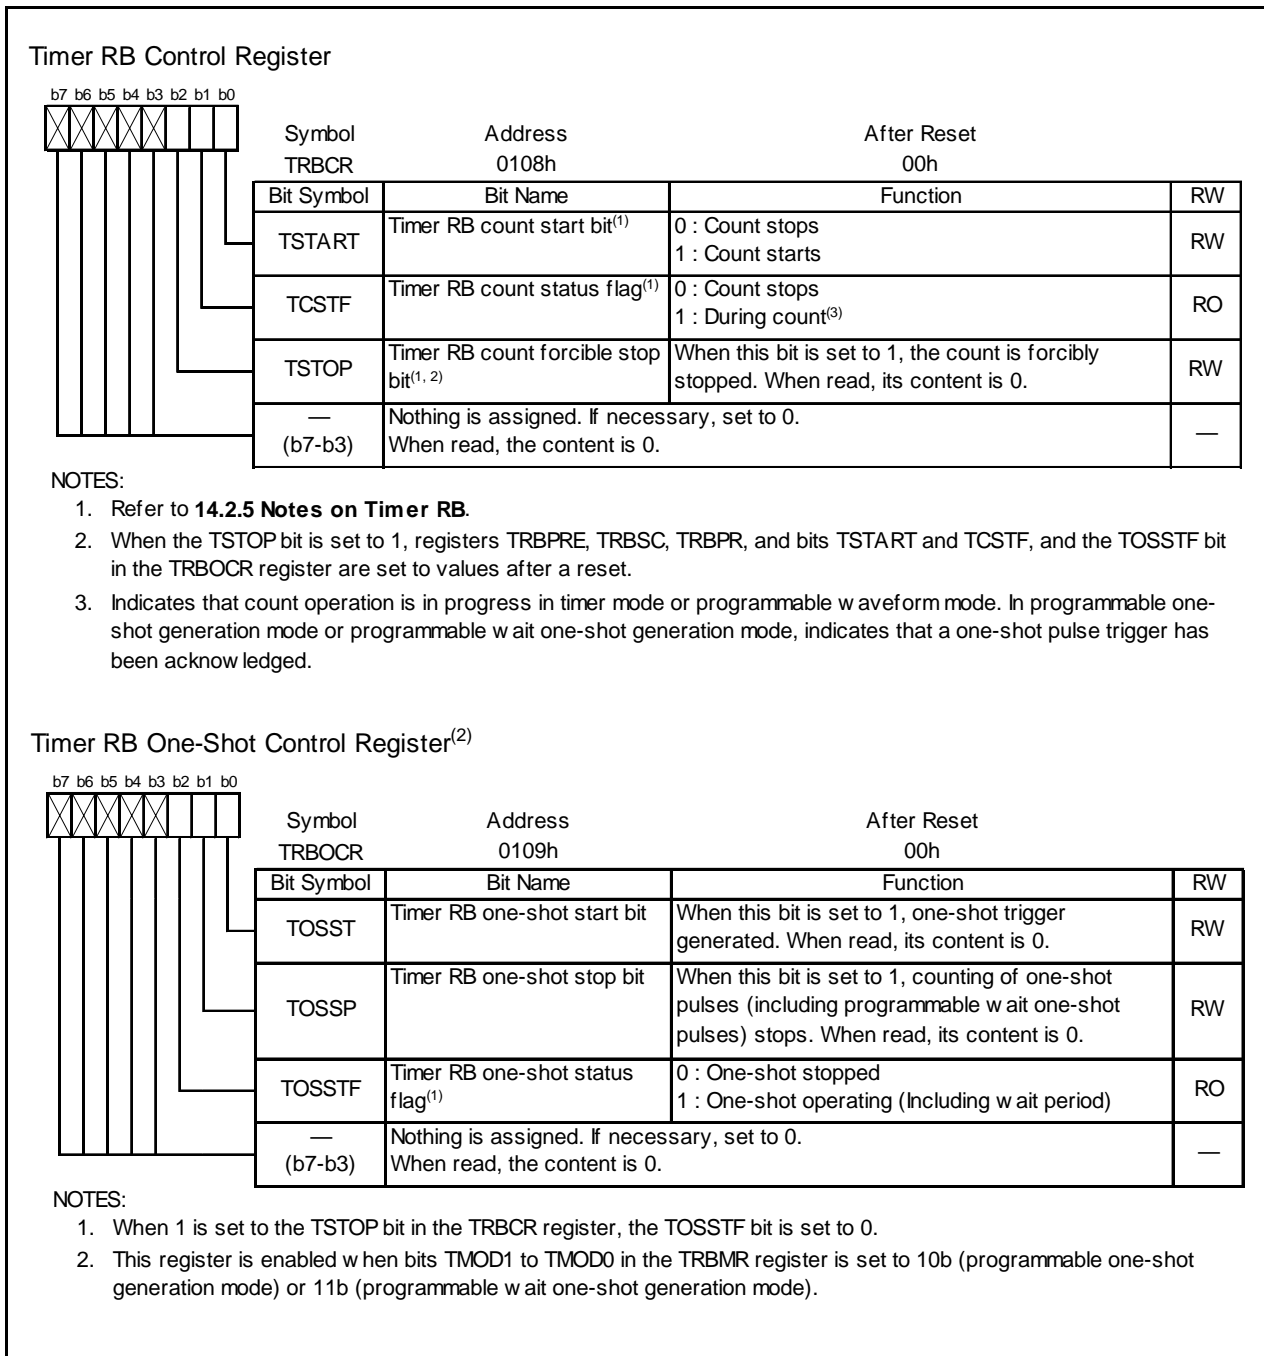 Timer RB Control Register
b7 b6 b5 b4 b3 b2 b1 b0
Symbol Address After Reset
TRBCR 0108h 00h
Bit Symbol Bit Name Function RW
TSTART Timer RB count start bit(1) 0 : Count stops
1 : Count starts RW
TCSTF Timer RB count status flag(1) 0 : Count stops
1 : During count(3) RO
TSTOP Timer RB count forcible stop When this bit is set to 1, the count is forcibly
bit(1, 2) stopped. When read, its content is 0. RW
— Nothing is assigned. If necessary, set to 0.
(b7-b3) When read, the content is 0. —
NOTES:
1. Refer to 14.2.5 Notes on Timer RB.
2. When the TSTOP bit is set to 1, registers TRBPRE, TRBSC, TRBPR, and bits TSTART and TCSTF, and the TOSSTF bit
in the TRBOCR register are set to values after a reset.
3. Indicates that count operation is in progress in timer mode or programmable waveform mode. In programmable one-
shot generation mode or programmable wait one-shot generation mode, indicates that a one-shot pulse trigger has
been acknowledged.
Timer RB One-Shot Control Register(2)
b7 b6 b5 b4 b3 b2 b1 b0
Symbol Address After Reset
TRBOCR 0109h 00h
Bit Symbol Bit Name Function RW
TOSST Timer RB one-shot start bit When this bit is set to 1, one-shot trigger
generated. When read, its content is 0. RW
TOSSP Timer RB one-shot stop bit When this bit is set to 1, counting of one-shot
pulses (including programmable wait one-shot
pulses) stops. When read, its content is 0. RW
TOSSTF Timer RB one-shot status 0 : One-shot stopped
flag(1) 1 : One-shot operating (Including wait period) RO
— Nothing is assigned. If necessary, set to 0.
(b7-b3) When read, the content is 0. —
NOTES:
1. When 1 is set to the TSTOP bit in the TRBCR register, the TOSSTF bit is set to 0.
2. This register is enabled when bits TMOD1 to TMOD0 in the TRBMR register is set to 10b (programmable one-shot
generation mode) or 11b (programmable wait one-shot generation mode).